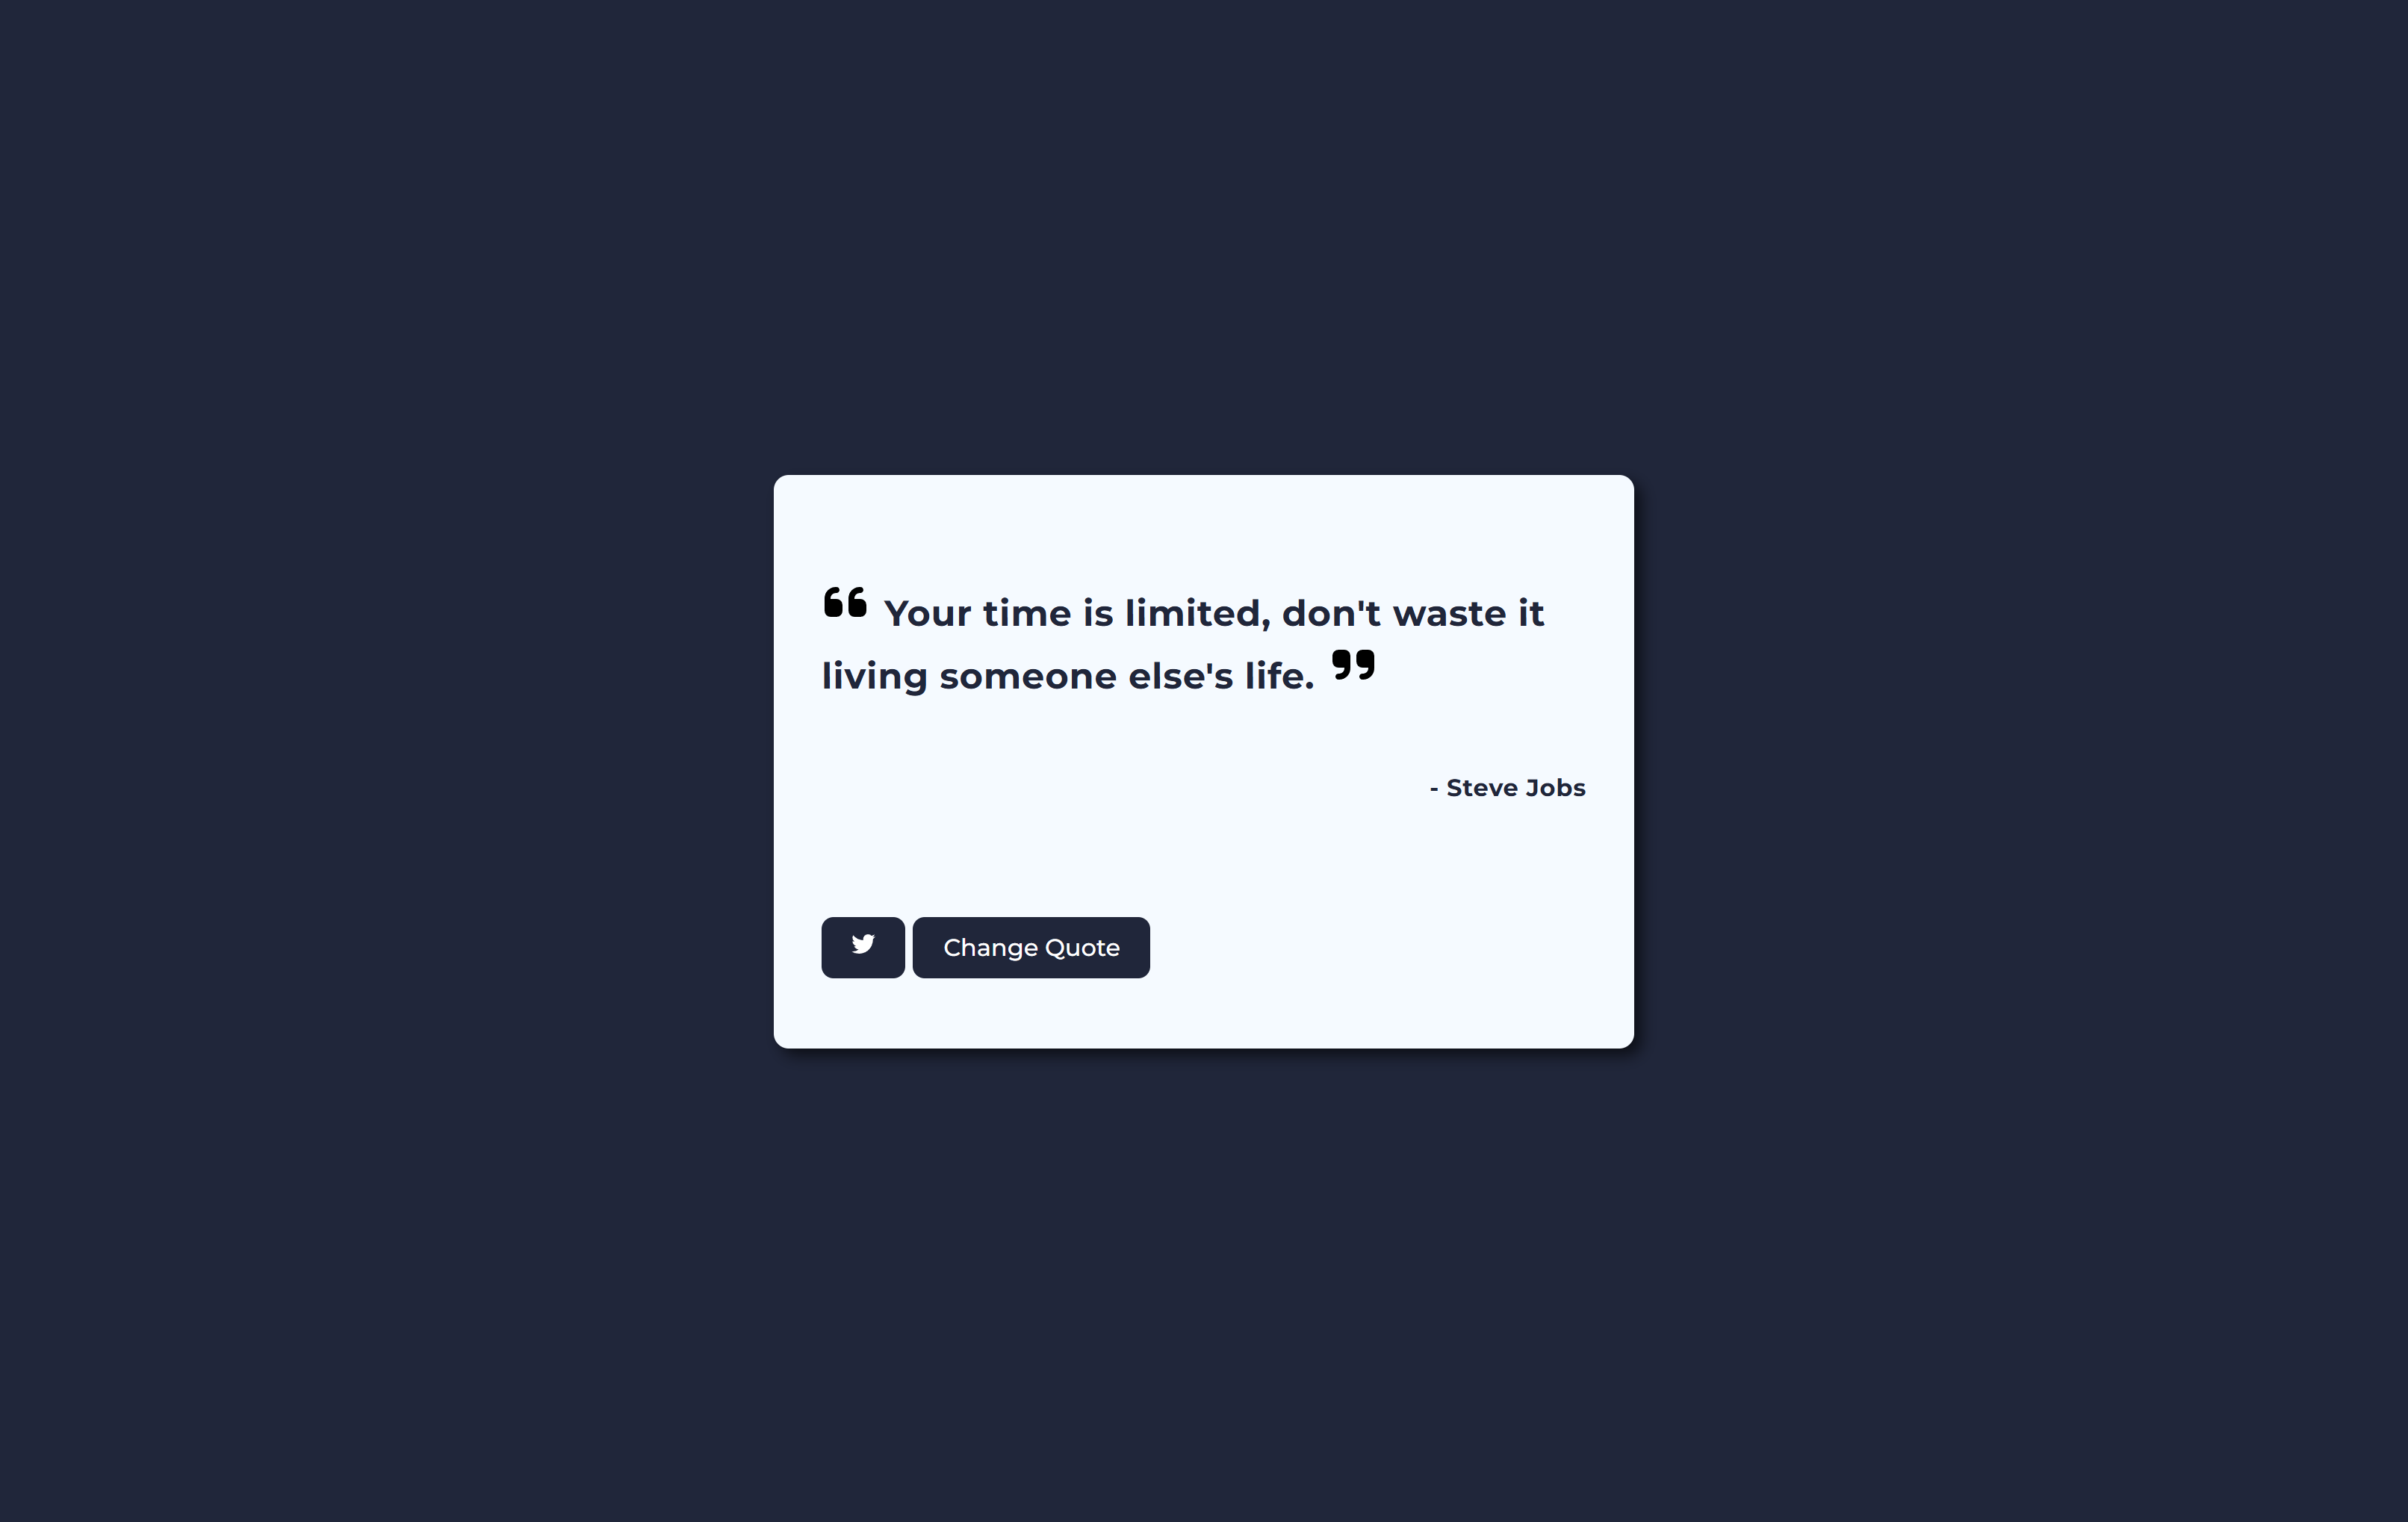 “ Your time is limited, don't waste it
living someone else's life. ”
- Steve Jobs
Change Quote